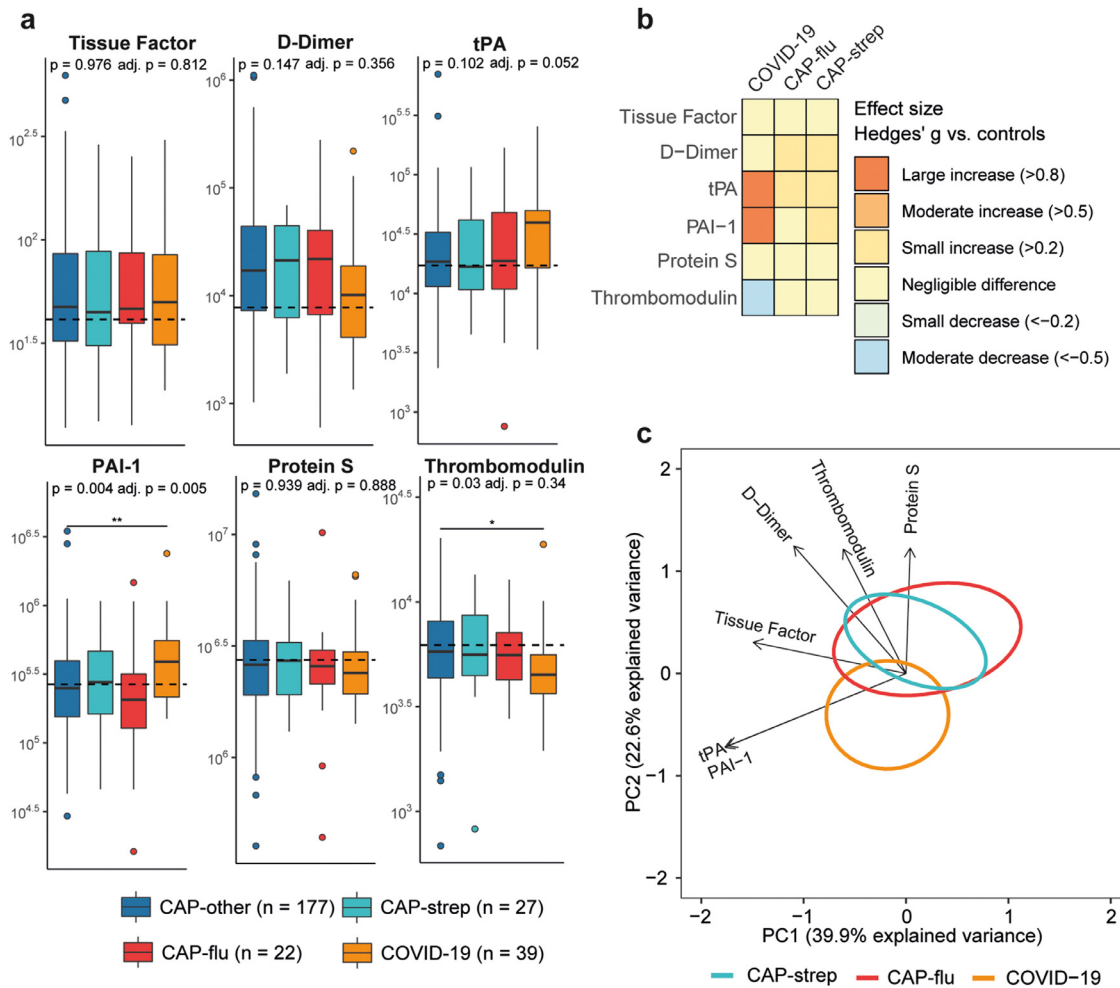 a
Tissue Factor
p = 0.976 adj. p = 0.812
10^2.5
10^2
10^1.5
D-Dimer
p = 0.147 adj. p = 0.356
10^6
10^5
10^4
10^3
tPA
p = 0.102 adj. p = 0.052
10^5.5
10^5
10^4.5
10^4
10^3.5
10^3
PAI-1
p = 0.004 adj. p = 0.005
**
10^6.5
10^6
10^5.5
10^5
10^4.5
Protein S
p = 0.939 adj. p = 0.888
10^7
10^6.5
10^6
Thrombomodulin
p = 0.03 adj. p = 0.34
*
10^4.5
10^4
10^3.5
10^3
CAP-other (n = 177)
CAP-strep (n = 27)
CAP-flu (n = 22)
COVID-19 (n = 39)
b
COVID-19
CAP-flu
CAP-strep
Tissue Factor
D-Dimer
tPA
PAI-1
Protein S
Thrombomodulin
Effect size
Hedges' g vs. controls
Large increase (>0.8)
Moderate increase (>0.5)
Small increase (>0.2)
Negligible difference
Small decrease (<-0.2)
Moderate decrease (<-0.5)
c
2
1
0
-1
-2
PC2 (22.6% explained variance)
D-Dimer
Thrombomodulin
Protein S
Tissue Factor
tPA
PAI-1
-2
-1
0
1
2
PC1 (39.9% explained variance)
CAP-strep
CAP-flu
COVID-19